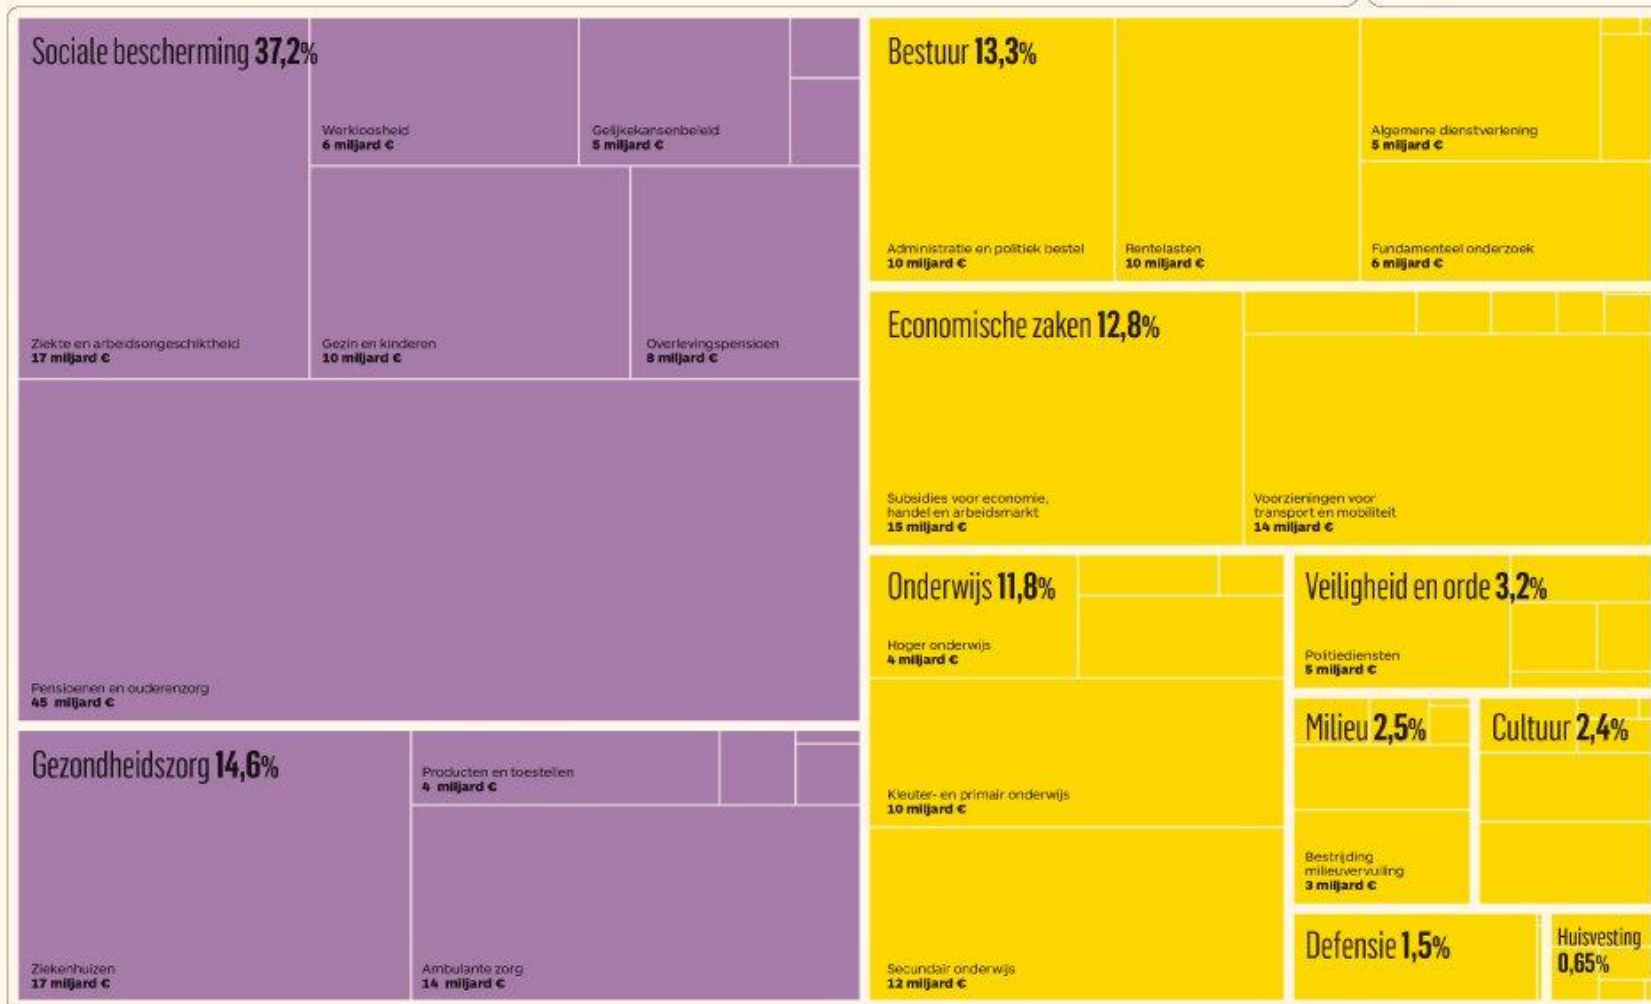 Sociale bescherming 37,2%
Werkloosheid
6 miljard €
Gelijkekansenbeleid
5 miljard €
Ziekte en arbeidsongeschiktheid
17 miljard €
Gezin en kinderen
10 miljard €
Overlevingspensioen
8 miljard €
Pensioenen en ouderenzorg
45 miljard €
Gezondheidszorg 14,6%
Producten en toestellen
4 miljard €
Ziekenhuizen
17 miljard €
Ambulante zorg
14 miljard €
Bestuur 13,3%
Algemene dienstverlening
5 miljard €
Administratie en politiek bestel
10 miljard €
Rentelasten
10 miljard €
Fundamenteel onderzoek
6 miljard €
Economische zaken 12,8%
Subsidies voor economie,
handel en arbeidsmarkt
15 miljard €
Voorzieningen voor
transport en mobiliteit
14 miljard €
Onderwijs 11,8%
Hoger onderwijs
4 miljard €
Kleuter- en primair onderwijs
10 miljard €
Secundair onderwijs
12 miljard €
Veiligheid en orde 3,2%
Politiediensten
5 miljard €
Milieu 2,5%
Bestrijding
milieuvervuiling
3 miljard €
Cultuur 2,4%
Defensie 1,5%
Huisvesting
0,65%